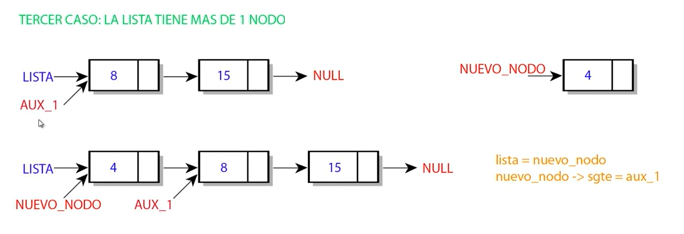 TERCER CASO: LA LISTA TIENE MAS DE 1 NODO
LISTA 8 15 NULL
AUX_1
NUEVO_NODO 4
LISTA 4 8 15 NULL
NUEVO_NODO AUX_1
lista = nuevo_nodo
nuevo_nodo -> sgte = aux_1